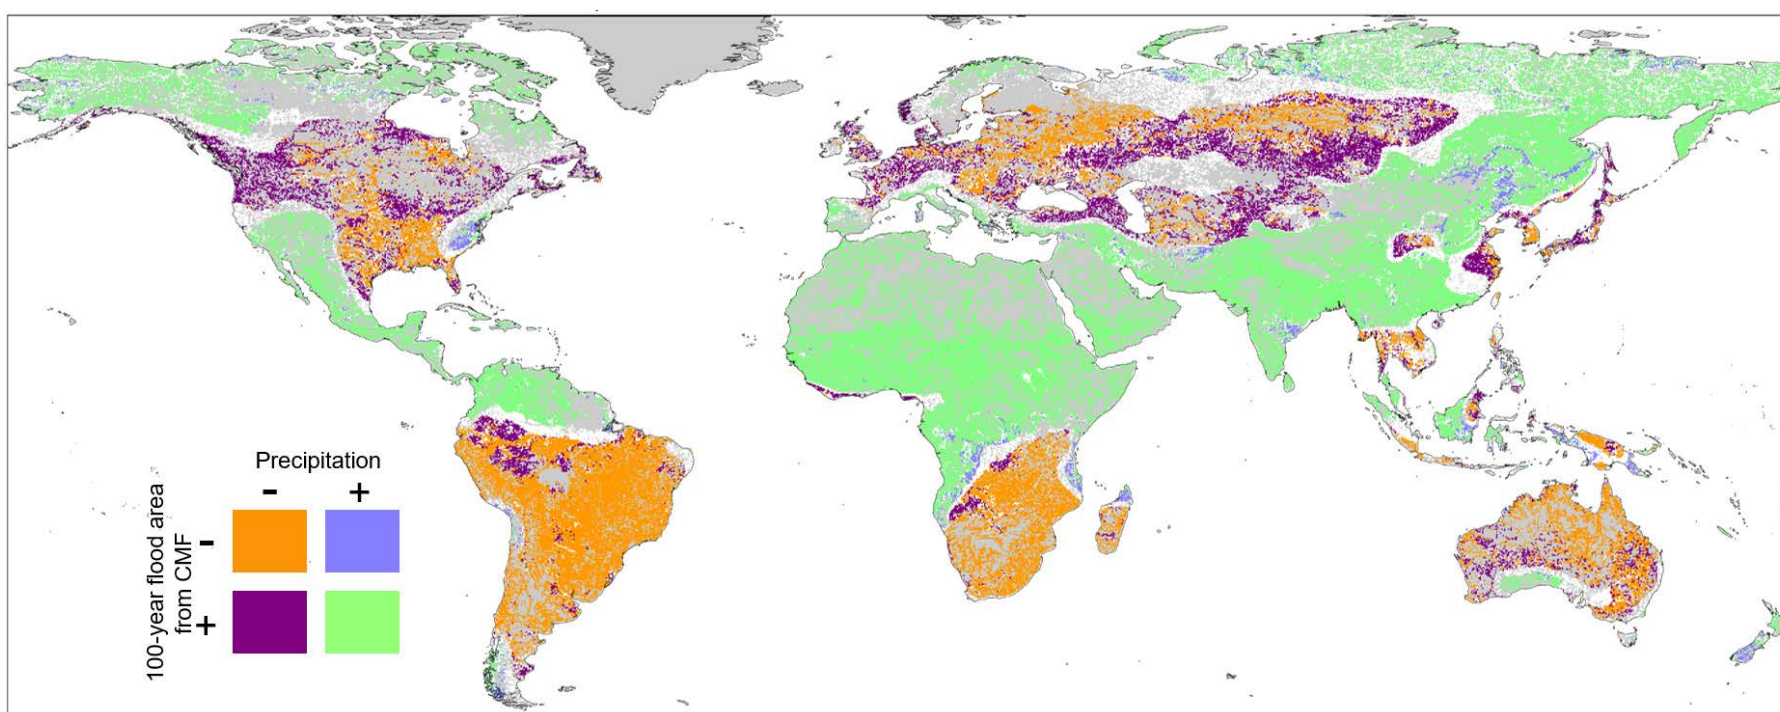 Precipitation
- +
100-year flood area
from CMF
-
+